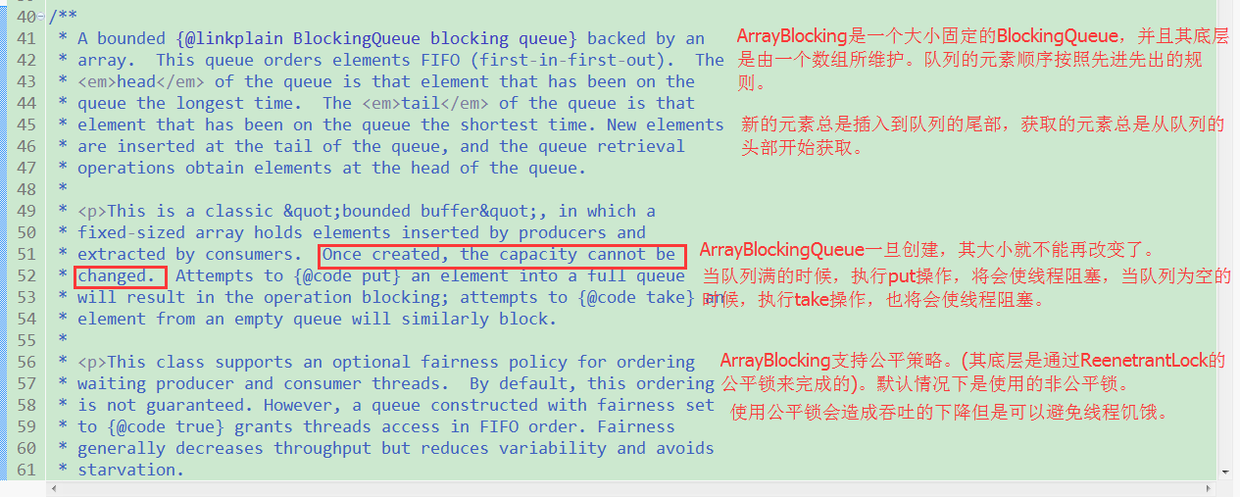 40 /**
41 * A bounded {@linkplain BlockingQueue blocking queue} backed by an
42 * array.  This queue orders elements FIFO (first-in-first-out).  The
43 * <em>head</em> of the queue is that element that has been on the
44 * queue the longest time.  The <em>tail</em> of the queue is that
45 * element that has been on the queue the shortest time. New elements
46 * are inserted at the tail of the queue, and the queue retrieval
47 * operations obtain elements at the head of the queue.
48 *
49 * <p>This is a classic &quot;bounded buffer&quot;, in which a
50 * fixed-sized array holds elements inserted by producers and
51 * extracted by consumers.  Once created, the capacity cannot be
52 * changed.  Attempts to {@code put} an element into a full queue
53 * will result in the operation blocking; attempts to {@code take} an
54 * element from an empty queue will similarly block.
55 *
56 * <p>This class supports an optional fairness policy for ordering
57 * waiting producer and consumer threads.  By default, this ordering
58 * is not guaranteed. However, a queue constructed with fairness set
59 * to {@code true} grants threads access in FIFO order. Fairness
60 * generally decreases throughput but reduces variability and avoids
61 * starvation.
ArrayBlocking是一个大小固定的BlockingQueue，并且其底层
是由一个数组所维护。队列的元素顺序按照先进先出的规
则。
新的元素总是插入到队列的尾部，获取的元素总是从队列的
头部开始获取。
ArrayBlockingQueue一旦创建，其大小就不能再改变了。
当队列满的时候，执行put操作，将会使线程阻塞，当队列为空的
时候，执行take操作，也将会使线程阻塞。
ArrayBlocking支持公平策略。(其底层是通过ReenetrantLock的
公平锁来完成的)。默认情况下是使用的非公平锁。
使用公平锁会造成吞吐的下降但是可以避免线程饥饿。